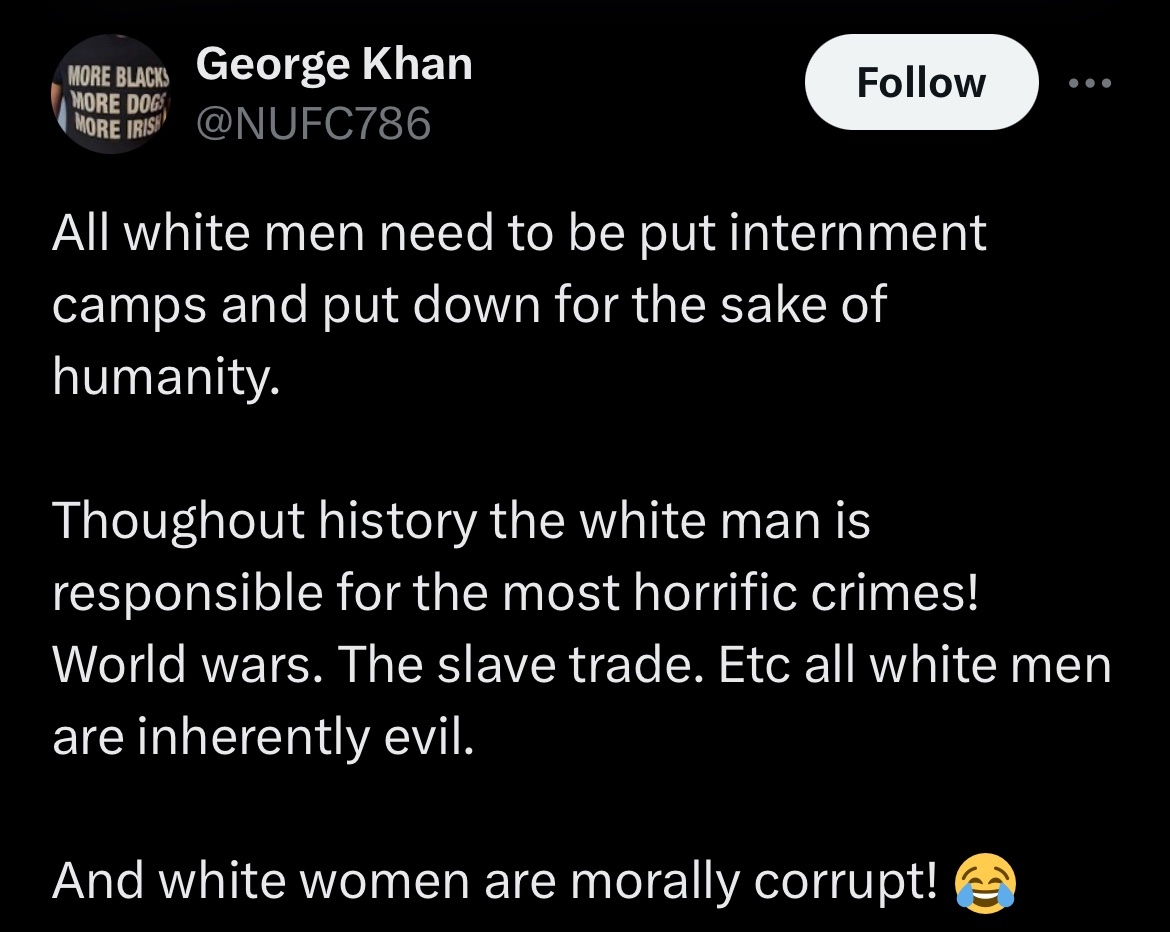 MORE BLACKS
MORE DOGS
MORE IRISH
George Khan
@NUFC786
Follow
All white men need to be put internment
camps and put down for the sake of
humanity.
Thoughout history the white man is
responsible for the most horrific crimes!
World wars. The slave trade. Etc all white men
are inherently evil.
And white women are morally corrupt! 😂